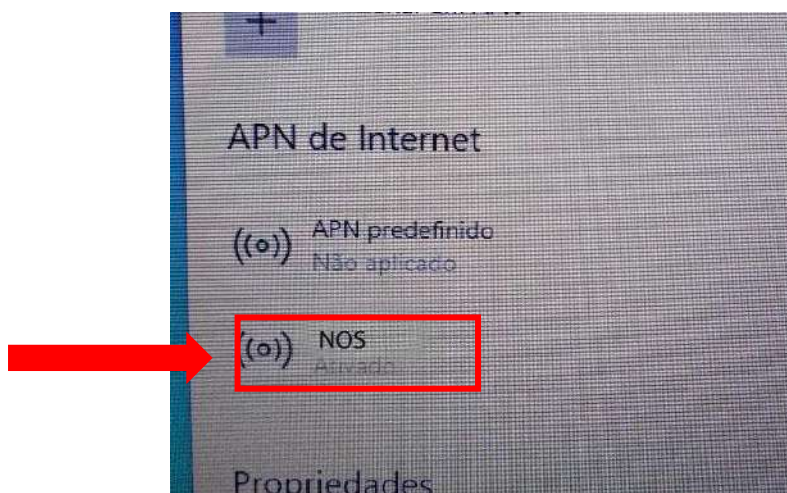 +
APN de Internet
APN predefinido
Não aplicado
NOS
Ativado
Propriedades